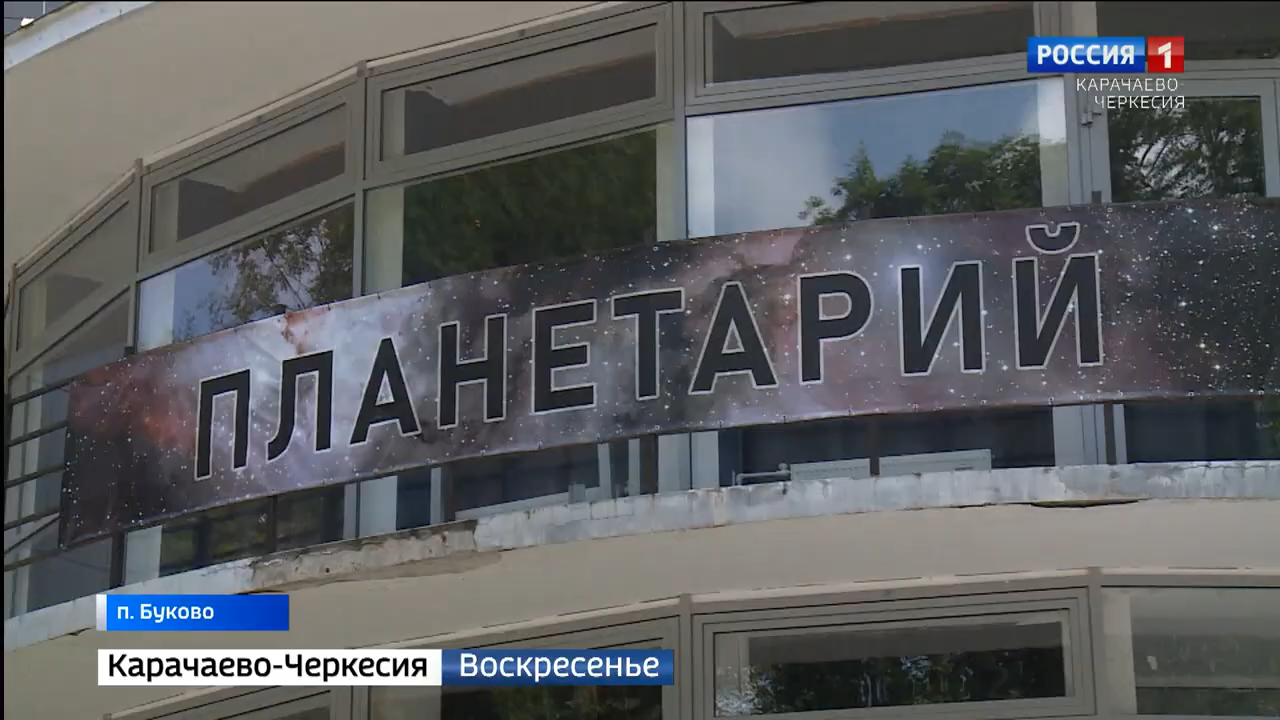 РОССИЯ 1
КАРАЧАЕВО
ЧЕРКЕСИЯ
ПЛАНЕТАРИЙ
п. Буково
Карачаево-Черкесия Воскресенье